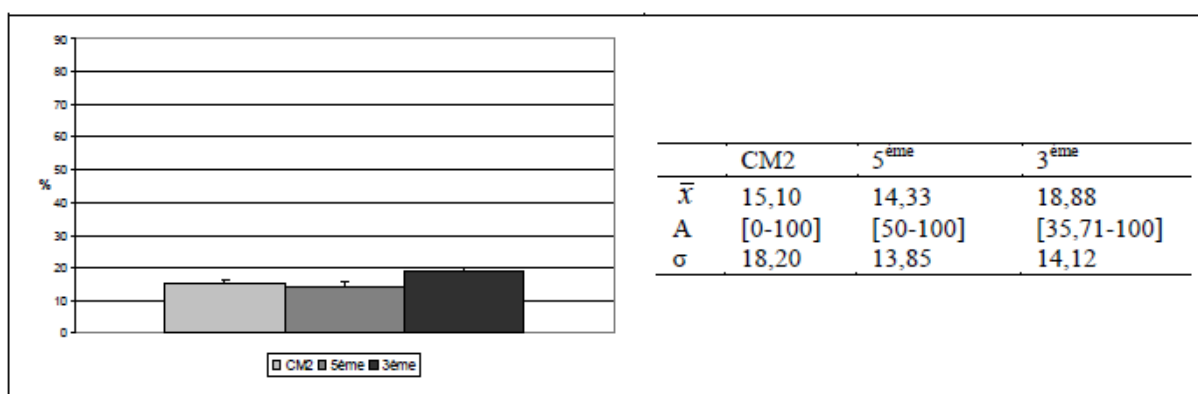 90
80
70
60
50
%
40
30
20
10
0
CM2 5ème 3ème
CM2 5ème 3ème
x̄ 15,10 14,33 18,88
A [0-100] [50-100] [35,71-100]
σ 18,20 13,85 14,12